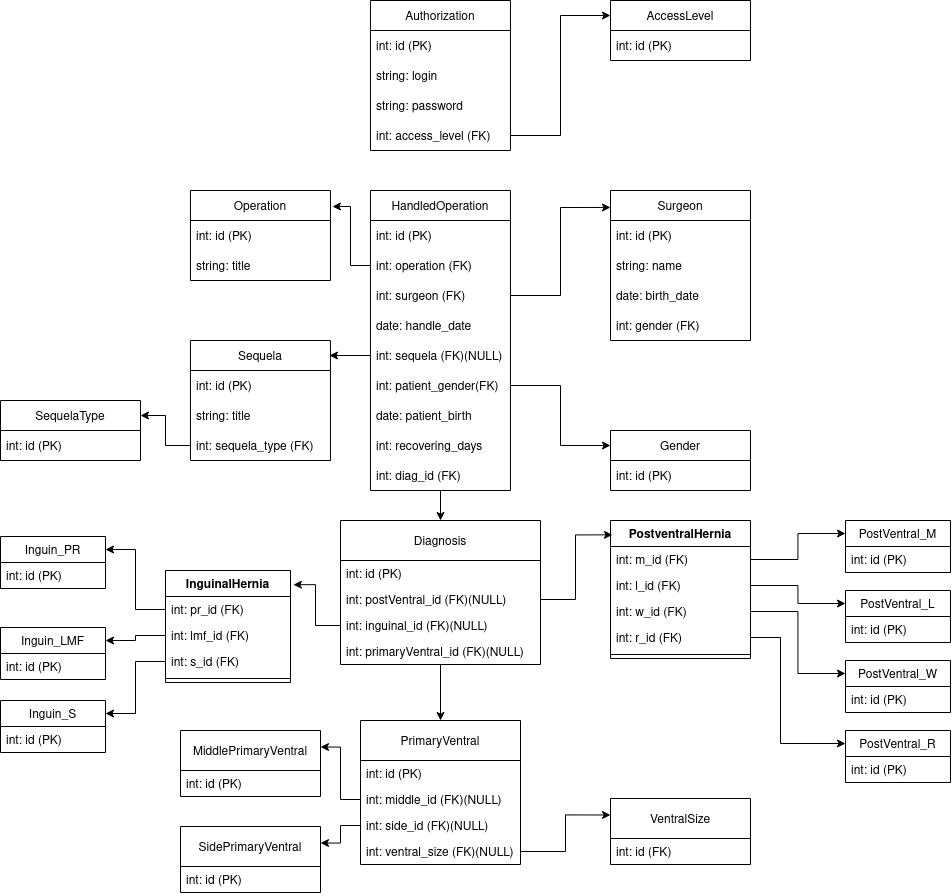 Authorization
int: id (PK)
string: login
string: password
int: access_level (FK)
AccessLevel
int: id (PK)
Operation
int: id (PK)
string: title
HandledOperation
int: id (PK)
int: operation (FK)
int: surgeon (FK)
date: handle_date
int: sequela (FK)(NULL)
int: patient_gender(FK)
date: patient_birth
int: recovering_days
int: diag_id (FK)
Surgeon
int: id (PK)
string: name
date: birth_date
int: gender (FK)
Sequela
int: id (PK)
string: title
int: sequela_type (FK)
SequelaType
int: id (PK)
Gender
int: id (PK)
Inguin_PR
int: id (PK)
InguinalHernia
int: pr_id (FK)
int: lmf_id (FK)
int: s_id (FK)
Diagnosis
int: id (PK)
int: postVentral_id (FK)(NULL)
int: inguinal_id (FK)(NULL)
int: primaryVentral_id (FK)(NULL)
PostventralHernia
int: m_id (FK)
int: l_id (FK)
int: w_id (FK)
int: r_id (FK)
PostVentral_M
int: id (PK)
PostVentral_L
int: id (PK)
Inguin_LMF
int: id (PK)
PostVentral_W
int: id (PK)
Inguin_S
int: id (PK)
PostVentral_R
int: id (PK)
MiddlePrimaryVentral
int: id (PK)
PrimaryVentral
int: id (PK)
int: middle_id (FK)(NULL)
int: side_id (FK)(NULL)
int: ventral_size (FK)(NULL)
SidePrimaryVentral
int: id (PK)
VentralSize
int: id (FK)